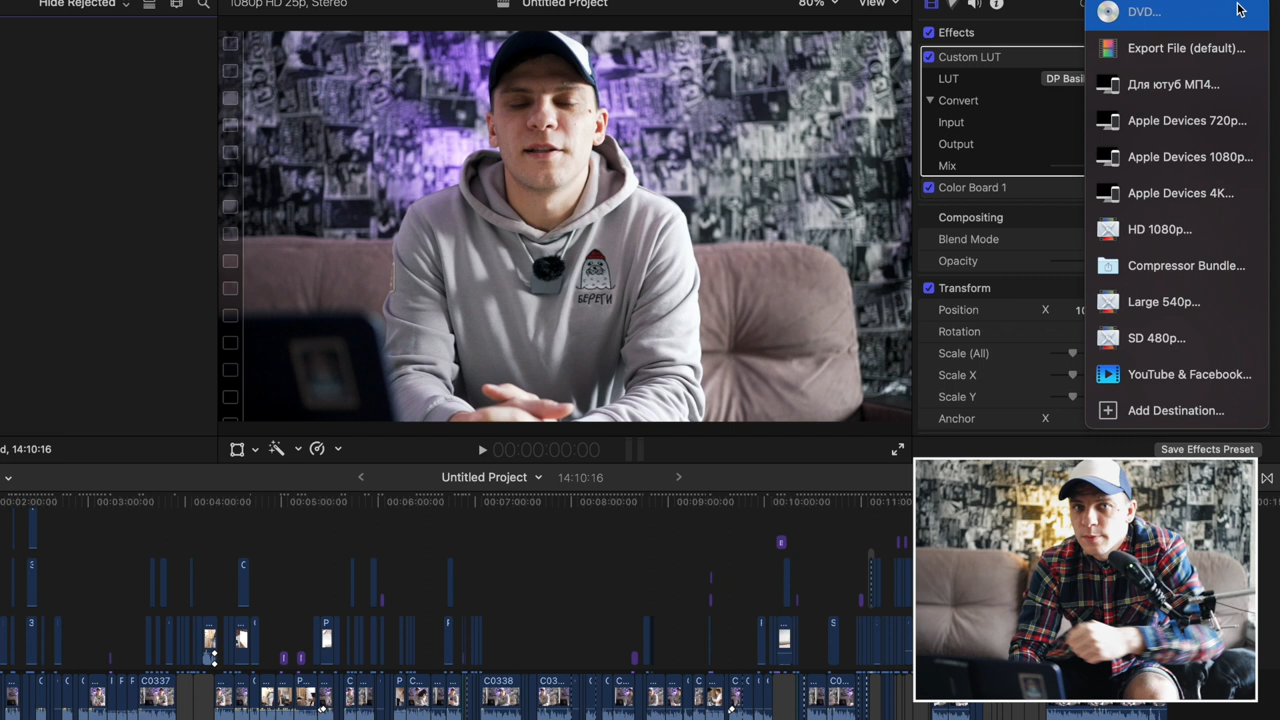 Hide Rejected
1080p HD 25p, Stereo
Untitled Project
80%
View
Effects
Custom LUT
LUT
DP Basi
Convert
Input
Output
Mix
Color Board 1
Compositing
Blend Mode
Opacity
Transform
Position
X
10
Rotation
Scale (All)
Scale X
Scale Y
Anchor
X
DVD...
Export File (default)...
Для ютуб МП4...
Apple Devices 720p...
Apple Devices 1080p...
Apple Devices 4K...
HD 1080p...
Compressor Bundle...
Large 540p...
SD 480p...
YouTube & Facebook...
Add Destination...
БЕРЕГИ
d, 14:10:16
00:00:00:00
Save Effects Preset
Untitled Project
14:10:16
00:02:00:00
00:03:00:00
00:04:00:00
00:05:00:00
00:06:00:00
00:07:00:00
00:08:00:00
00:09:00:00
00:10:00:00
00:11:00:00
C0337
C0338
C03...
C0...